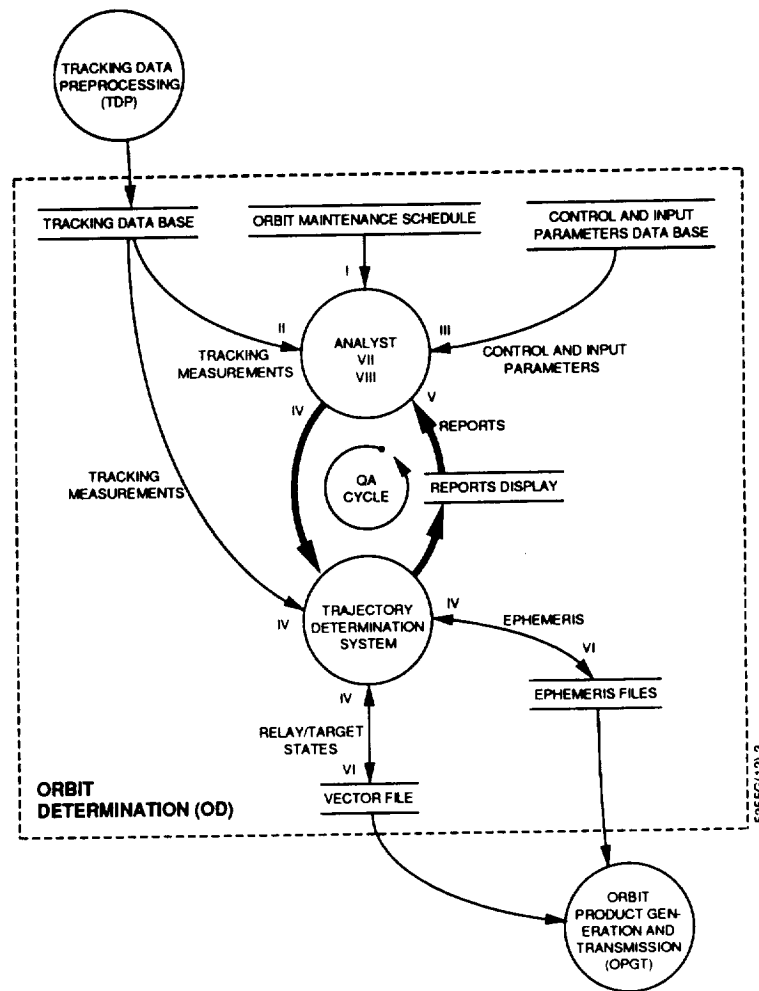 TRACKING DATA
PREPROCESSING
(TDP)
TRACKING DATA BASE
ORBIT MAINTENANCE SCHEDULE
CONTROL AND INPUT
PARAMETERS DATA BASE
I
II
III
ANALYST
VII
VIII
TRACKING
MEASUREMENTS
CONTROL AND INPUT
PARAMETERS
IV
V
REPORTS
TRACKING
MEASUREMENTS
QA
CYCLE
REPORTS DISPLAY
IV
TRAJECTORY
DETERMINATION
SYSTEM
IV
EPHEMERIS
VI
EPHEMERIS FILES
IV
RELAY/TARGET
STATES
VI
VECTOR FILE
ORBIT
DETERMINATION (OD)
ORBIT
PRODUCT GEN-
ERATION AND
TRANSMISSION
(OPGT)